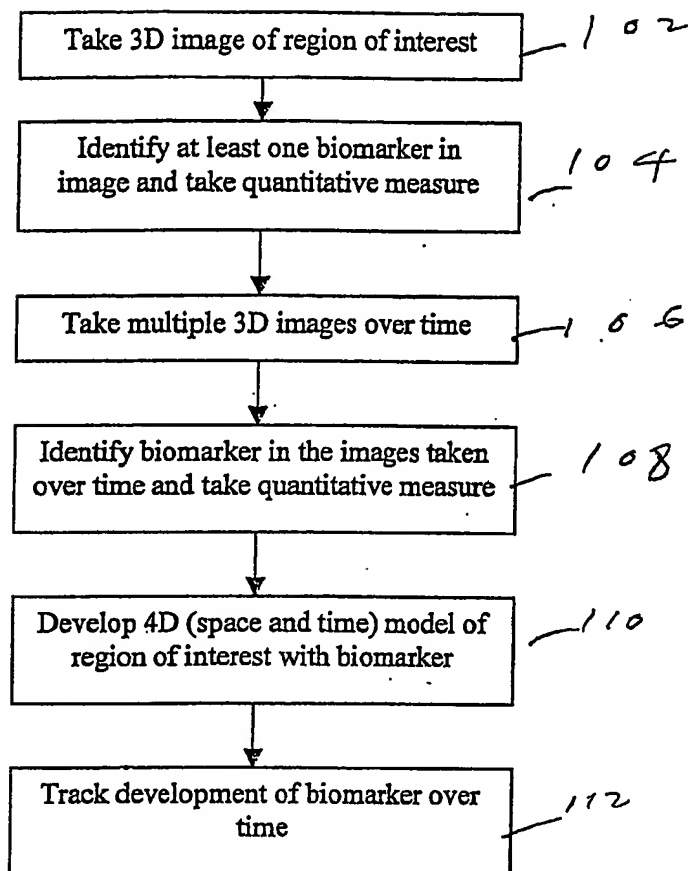 Take 3D image of region of interest
102
Identify at least one biomarker in
image and take quantitative measure
104
Take multiple 3D images over time
106
Identify biomarker in the images taken
over time and take quantitative measure
108
Develop 4D (space and time) model of
region of interest with biomarker
110
Track development of biomarker over
time
112